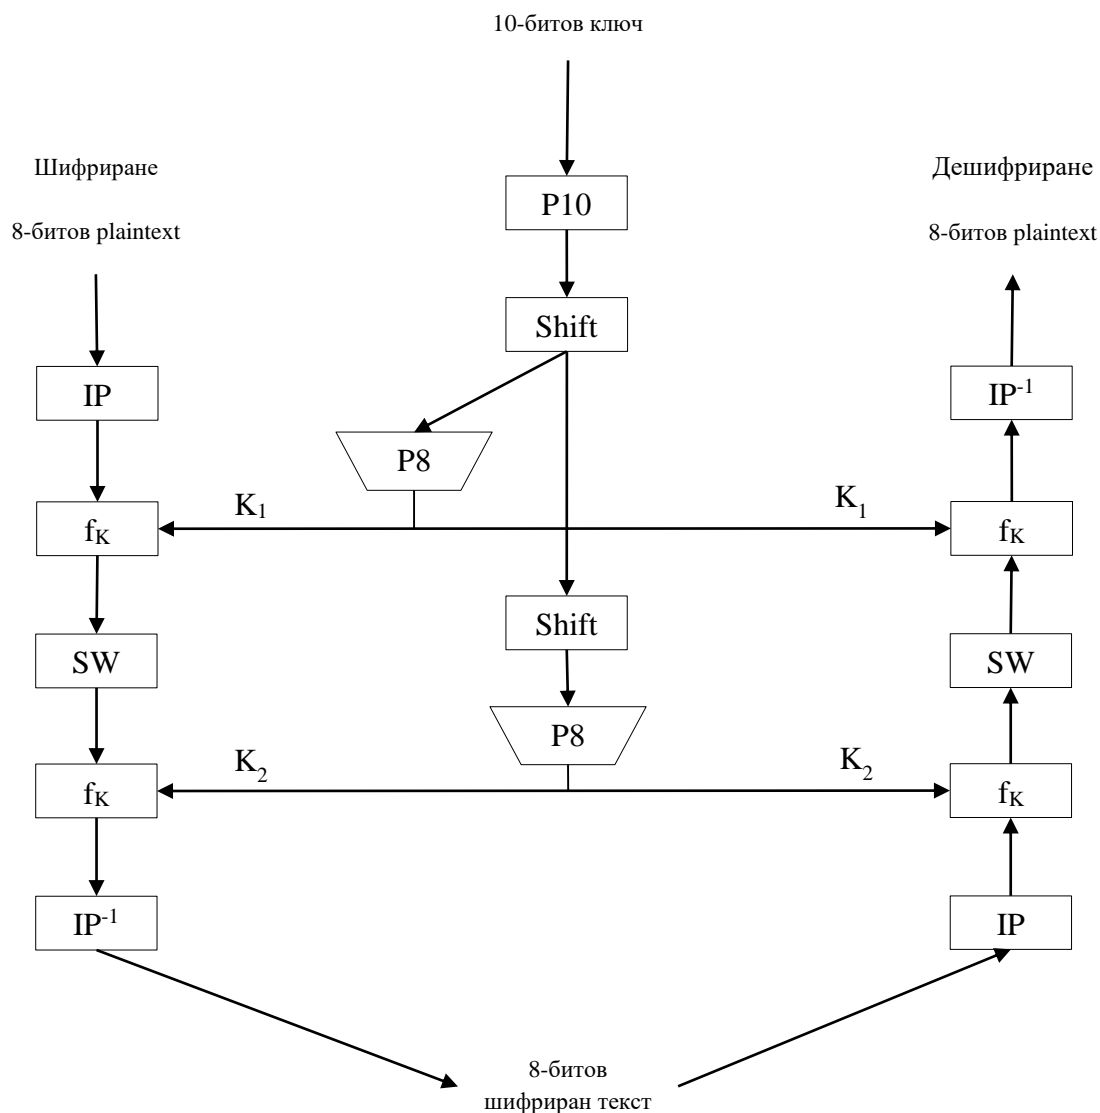 10-битов ключ
Шифриране
Дешифриране
P10
8-битов plaintext
8-битов plaintext
Shift
IP
IP-1
P8
K1
K1
fK
fK
Shift
SW
SW
P8
K2
K2
fK
fK
IP-1
IP
8-битов
шифриран текст